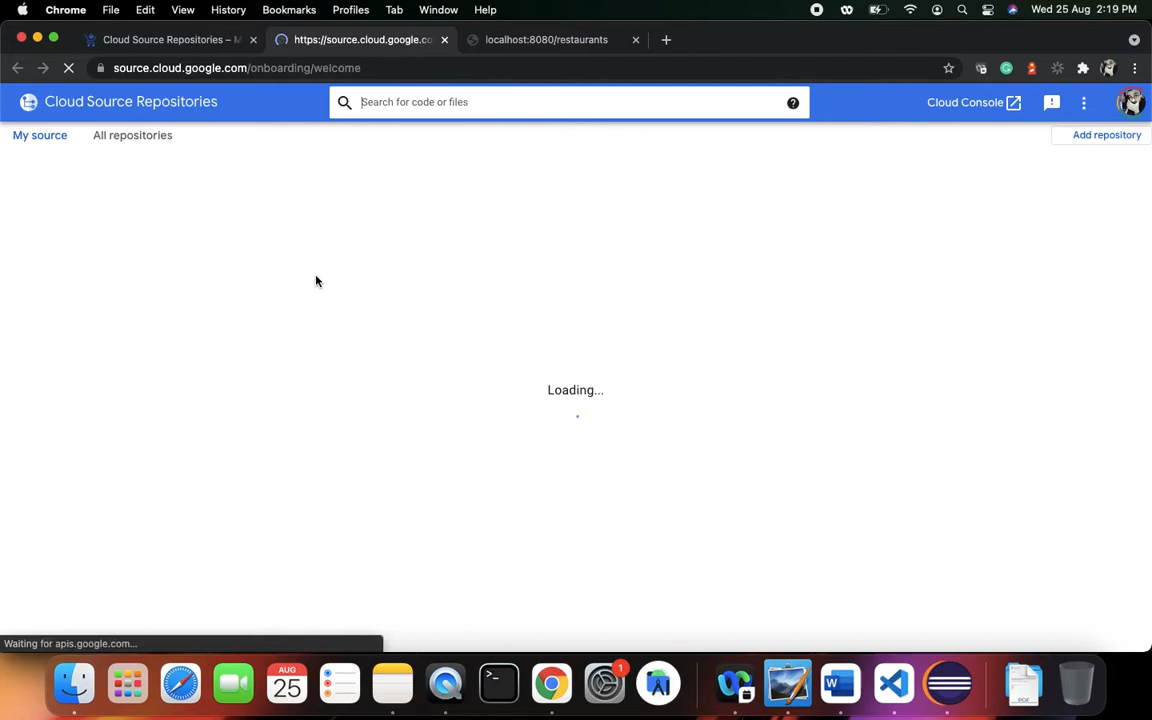 Chrome File Edit View History Bookmarks Profiles Tab Window Help Wed 25 Aug 2:19 PM
Cloud Source Repositories – M https://source.cloud.google.co localhost:8080/restaurants
source.cloud.google.com/onboarding/welcome
Cloud Source Repositories Search for code or files Cloud Console
My source All repositories Add repository
Loading...
Waiting for apis.google.com...
AUG
25
1
PDF